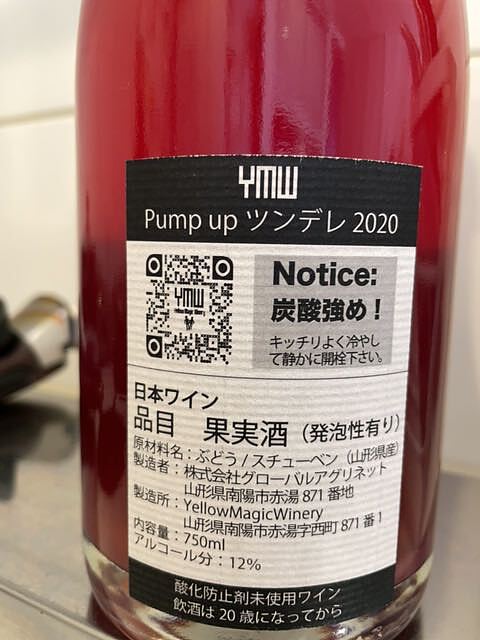 YMW
Pump up ツンデレ 2020
YMW
Notice:
炭酸強め！
キッチリよく冷やし
て静かに開栓下さい。
日本ワイン
品目 果実酒（発泡性有り）
原材料名：ぶどう / スチューベン（山形県産）
製造者：株式会社グローバルアグリネット
山形県南陽市赤湯 871 番地
製造所：YellowMagicWinery
山形県南陽市赤湯字西町 871 番 1
内容量：750ml
アルコール分：12%
酸化防止剤未使用ワイン
飲酒は 20 歳になってから